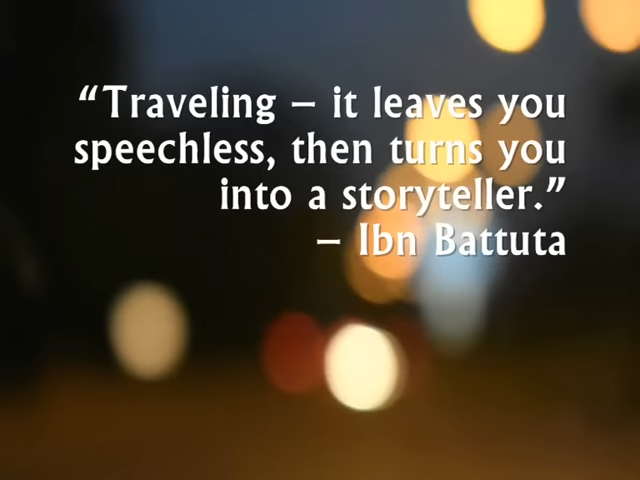 “Traveling – it leaves you
speechless, then turns you
into a storyteller.”
– Ibn Battuta